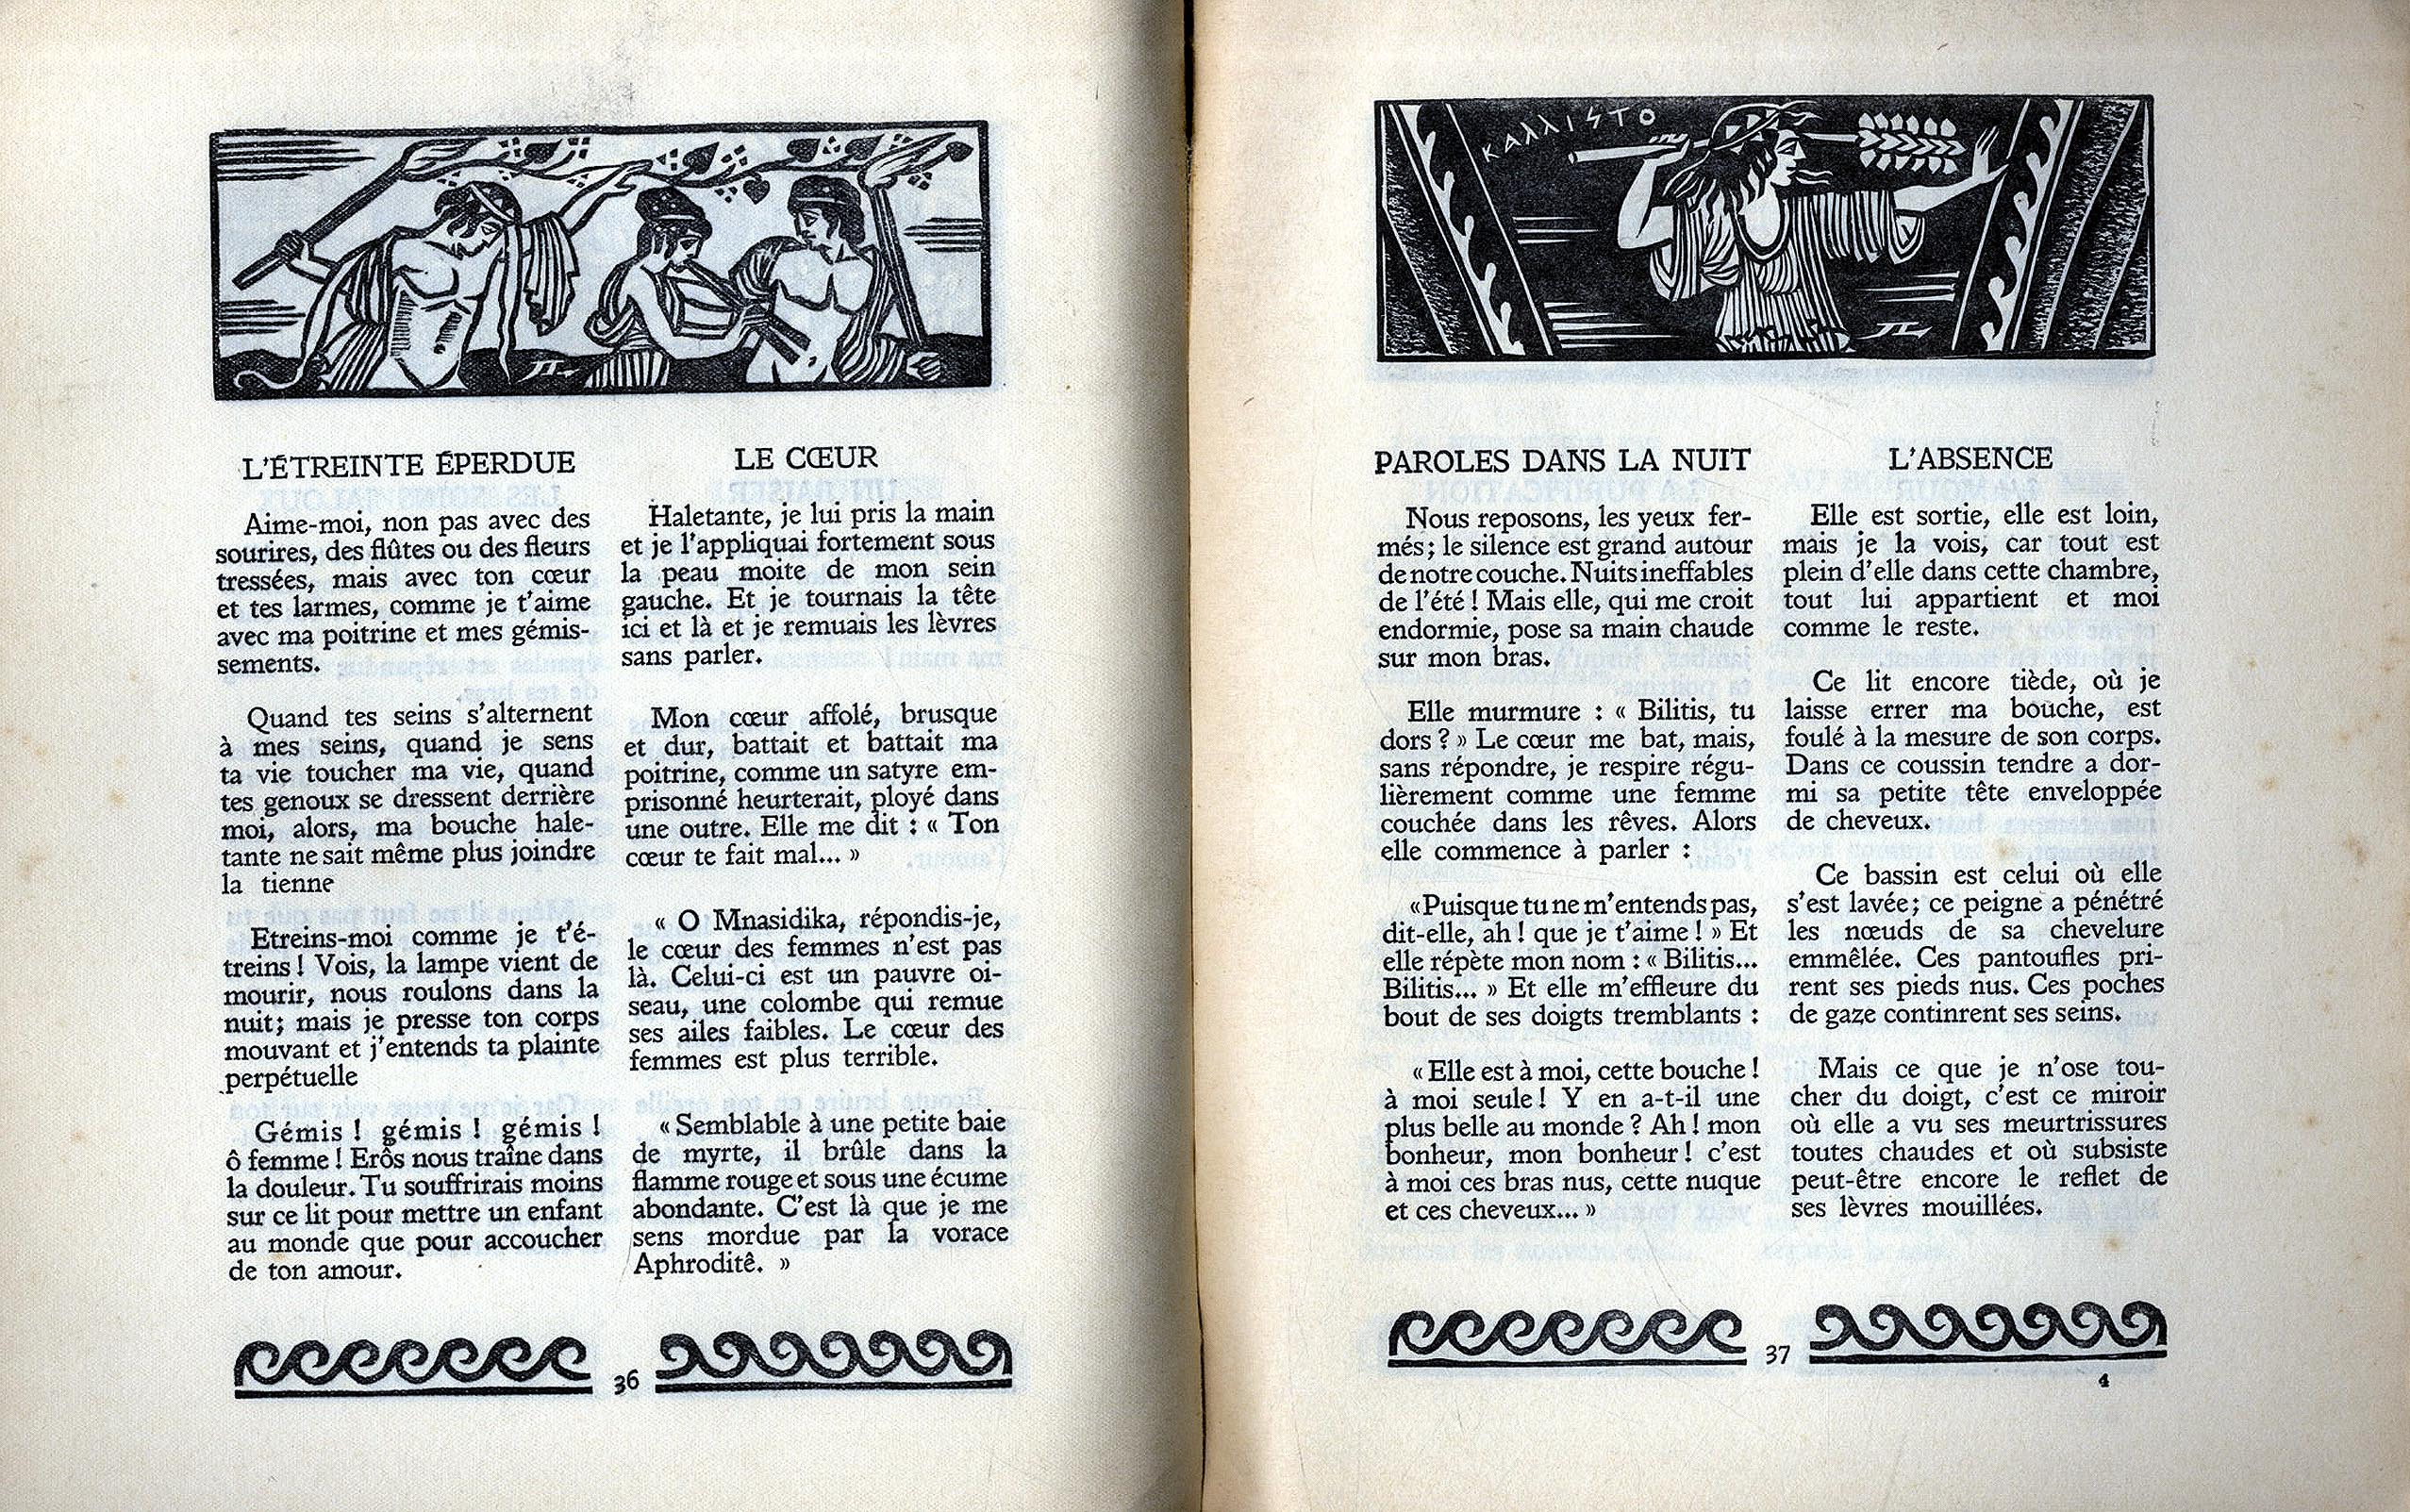 L'ÉTREINTE ÉPERDUE
Aime-moi, non pas avec des
sourires, des flûtes ou des fleurs
tressées, mais avec ton cœur
et tes larmes, comme je t'aime
avec ma poitrine et mes gémis-
sements.
Quand tes seins s'alternent
à mes seins, quand je sens
ta vie toucher ma vie, quand
tes genoux se dressent derrière
moi, alors, ma bouche hale-
tante ne sait même plus joindre
la tienne
Etreins-moi comme je t'é-
treins ! Vois, la lampe vient de
mourir, nous roulons dans la
nuit; mais je presse ton corps
mouvant et j'entends ta plainte
perpétuelle
Gémis ! gémis ! gémis !
ô femme ! Erôs nous traîne dans
la douleur. Tu souffrirais moins
sur ce lit pour mettre un enfant
au monde que pour accoucher
de ton amour.
LE CŒUR
Haletante, je lui pris la main
et je l'appliquai fortement sous
la peau moite de mon sein
gauche. Et je tournais la tête
ici et là et je remuais les lèvres
sans parler.
Mon cœur affolé, brusque
et dur, battait et battait ma
poitrine, comme un satyre em-
prisonné heurterait, ployé dans
une outre. Elle me dit : « Ton
cœur te fait mal... »
« O Mnasidika, répondis-je,
le cœur des femmes n'est pas
là. Celui-ci est un pauvre oi-
seau, une colombe qui remue
ses ailes faibles. Le cœur des
femmes est plus terrible.
« Semblable à une petite baie
de myrte, il brûle dans la
flamme rouge et sous une écume
abondante. C'est là que je me
sens mordue par la vorace
Aphroditê. »
36
ΚΑΛΛΙΣΤΟ
PAROLES DANS LA NUIT
Nous reposons, les yeux fer-
més; le silence est grand autour
de notre couche. Nuits ineffables
de l'été ! Mais elle, qui me croit
endormie, pose sa main chaude
sur mon bras.
Elle murmure : « Bilitis, tu
dors ? » Le cœur me bat, mais,
sans répondre, je respire régu-
lièrement comme une femme
couchée dans les rêves. Alors
elle commence à parler :
« Puisque tu ne m'entends pas,
dit-elle, ah ! que je t'aime ! » Et
elle répète mon nom : « Bilitis...
Bilitis... » Et elle m'effleure du
bout de ses doigts tremblants :
« Elle est à moi, cette bouche !
à moi seule ! Y en a-t-il une
plus belle au monde ? Ah ! mon
bonheur, mon bonheur ! c'est
à moi ces bras nus, cette nuque
et ces cheveux... »
L'ABSENCE
Elle est sortie, elle est loin,
mais je la vois, car tout est
plein d'elle dans cette chambre,
tout lui appartient et moi
comme le reste.
Ce lit encore tiède, où je
laisse errer ma bouche, est
foulé à la mesure de son corps.
Dans ce coussin tendre a dor-
mi sa petite tête enveloppée
de cheveux.
Ce bassin est celui où elle
s'est lavée; ce peigne a pénétré
les nœuds de sa chevelure
emmêlée. Ces pantoufles pri-
rent ses pieds nus. Ces poches
de gaze continrent ses seins.
Mais ce que je n'ose tou-
cher du doigt, c'est ce miroir
où elle a vu ses meurtrissures
toutes chaudes et où subsiste
peut-être encore le reflet de
ses lèvres mouillées.
37
4